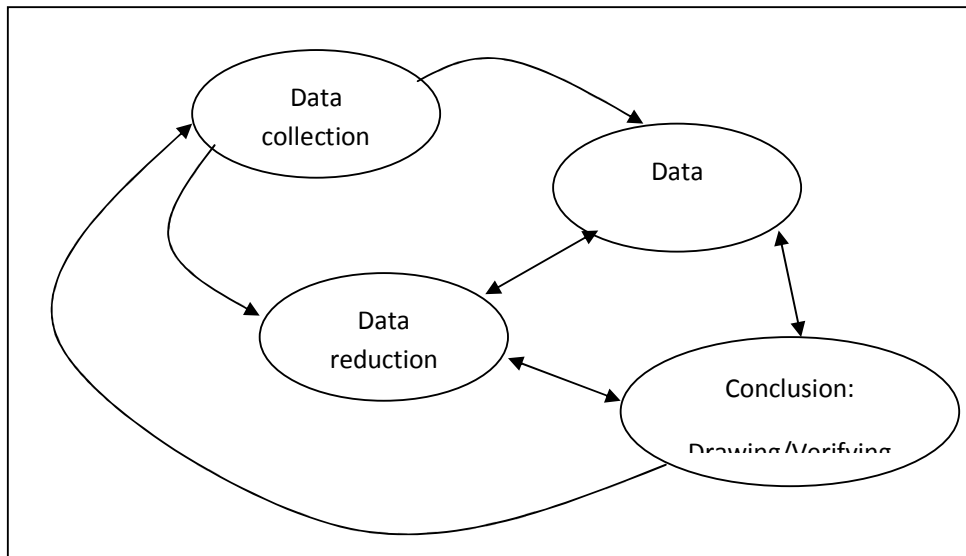 Data
collection
Data
Data
reduction
Conclusion:
Drawing/Verifying